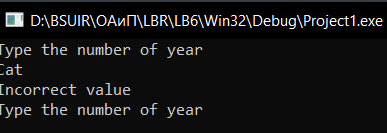 D:\BSUIR\ОАиП\LBR\LB6\Win32\Debug\Project1.exe
Type the number of year
Cat
Incorrect value
Type the number of year